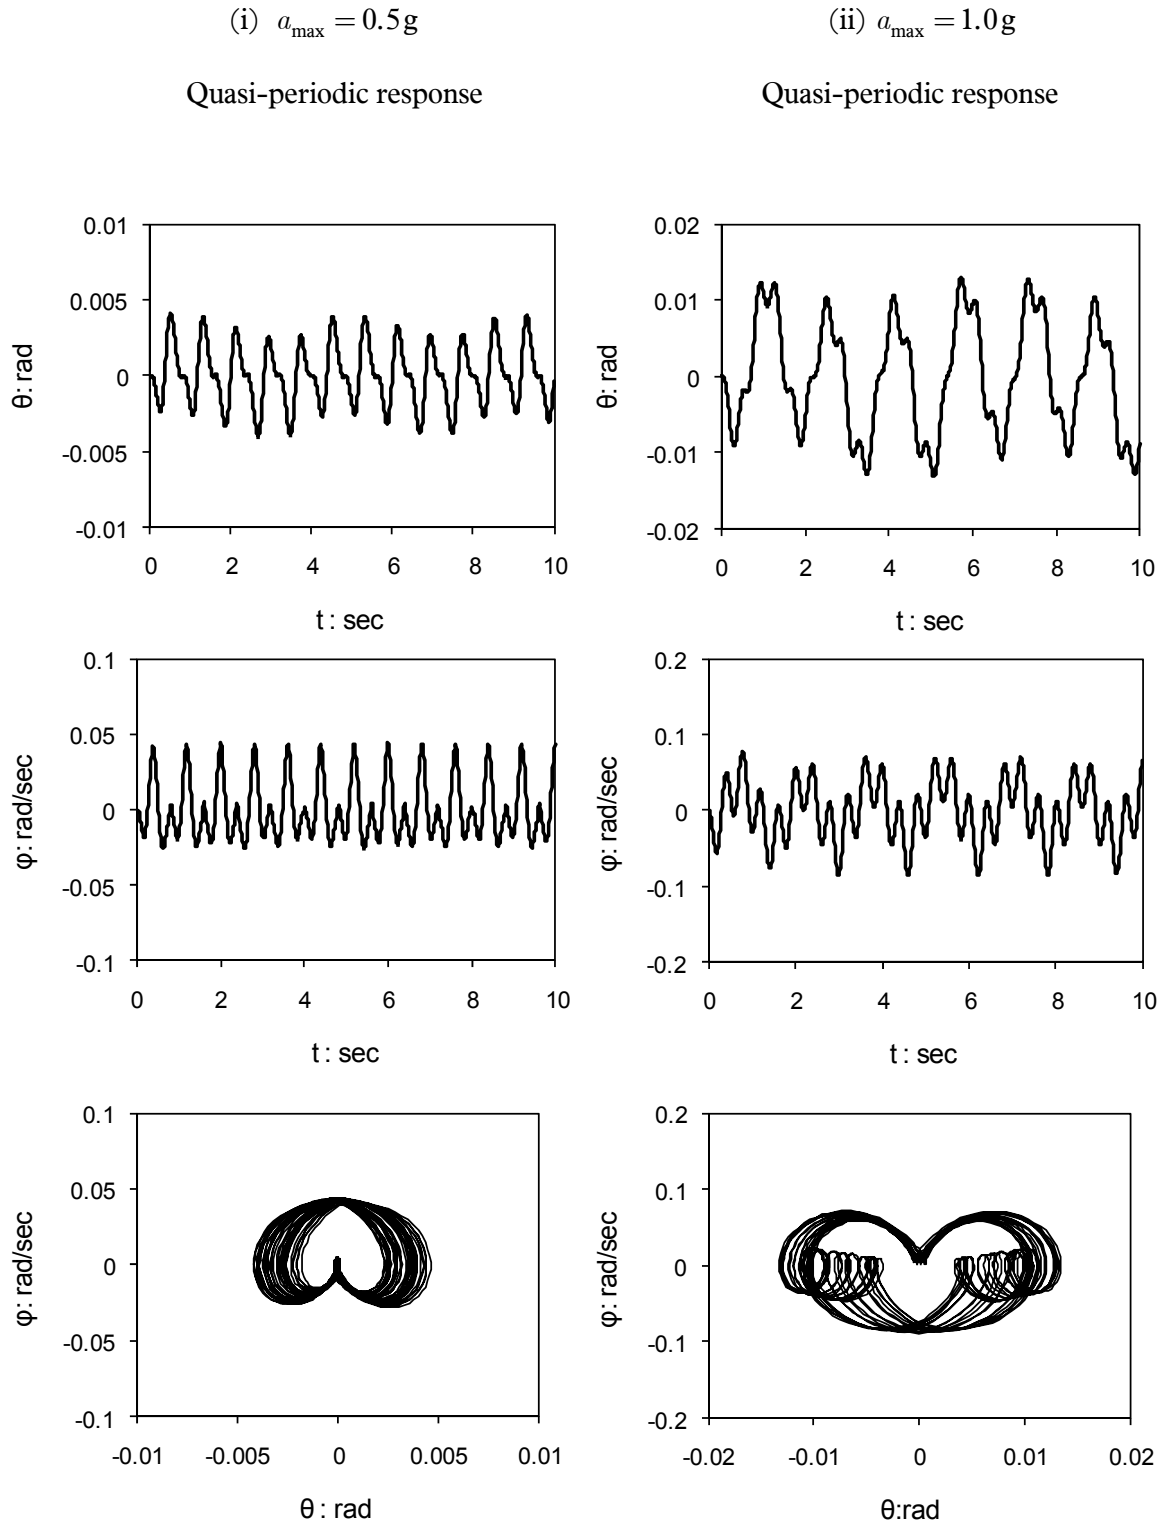 (i) a_max = 0.5 g
(ii) a_max = 1.0 g
Quasi-periodic response
Quasi-periodic response
0.01
0.005
0
-0.005
-0.01
θ: rad
0 2 4 6 8 10
t : sec
0.02
0.01
0
-0.01
-0.02
θ: rad
0 2 4 6 8 10
t : sec
0.1
0.05
0
-0.05
-0.1
φ: rad/sec
0 2 4 6 8 10
t : sec
0.2
0.1
0
-0.1
-0.2
φ: rad/sec
0 2 4 6 8 10
t : sec
0.1
0.05
0
-0.05
-0.1
φ: rad/sec
-0.01 -0.005 0 0.005 0.01
θ : rad
0.2
0.1
0
-0.1
-0.2
φ: rad/sec
-0.02 -0.01 0 0.01 0.02
θ:rad